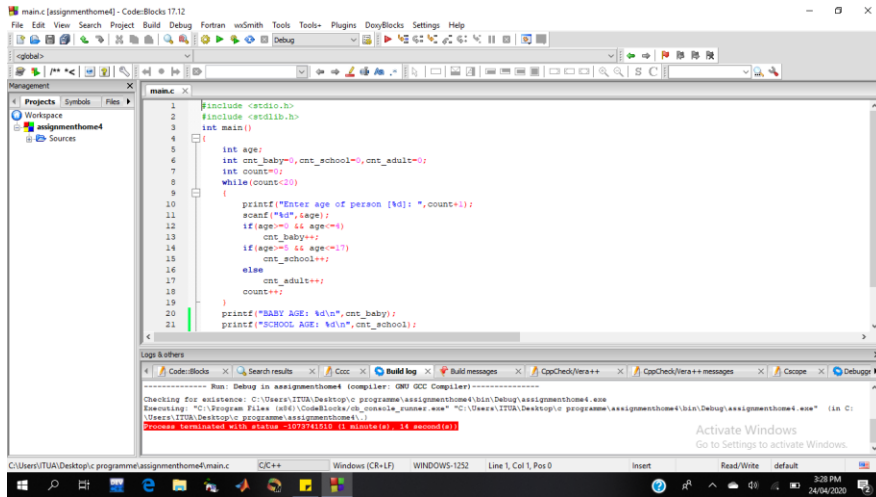 main.c [assignmenthome4] - Code::Blocks 17.12
File Edit View Search Project Build Debug Fortran wxSmith Tools Tools+ Plugins DoxyBlocks Settings Help
Debug
<global>
/** *< S C
Management
main.c
Projects Symbols Files
Workspace
assignmenthome4
Sources
1 #include <stdio.h>
2 #include <stdlib.h>
3 int main()
4 {
5 int age;
6 int cnt_baby=0,cnt_school=0,cnt_adult=0;
7 int count=0;
8 while(count<20)
9 {
10 printf("Enter age of person [%d]: ",count+1);
11 scanf("%d",&age);
12 if(age>=0 && age<=4)
13 cnt_baby++;
14 if(age>=5 && age<=17)
15 cnt_school++;
16 else
17 cnt_adult++;
18 count++;
19 }
20 printf("BABY AGE: %d\n",cnt_baby);
21 printf("SCHOOL AGE: %d\n",cnt_school);
Logs & others
Code::Blocks Search results Cccc Build log Build messages CppCheck/Vera++ CppCheck/Vera++ messages Cscope Debugge
-------------- Run: Debug in assignmenthome4 (compiler: GNU GCC Compiler)---------------
Checking for existence: C:\Users\ITUA\Desktop\c programme\assignmenthome4\bin\Debug\assignmenthome4.exe
Executing: "C:\Program Files (x86)\CodeBlocks/cb_console_runner.exe" "C:\Users\ITUA\Desktop\c programme\assignmenthome4\bin\Debug\assignmenthome4.exe" (in C:
\Users\ITUA\Desktop\c programme\assignmenthome4\.)
Process terminated with status -1073741510 (1 minute(s), 14 second(s))
Activate Windows
Go to Settings to activate Windows.
C:\Users\ITUA\Desktop\c programme\assignmenthome4\main.c C/C++ Windows (CR+LF) WINDOWS-1252 Line 1, Col 1, Pos 0 Insert Read/Write default
3:28 PM
24/04/2020